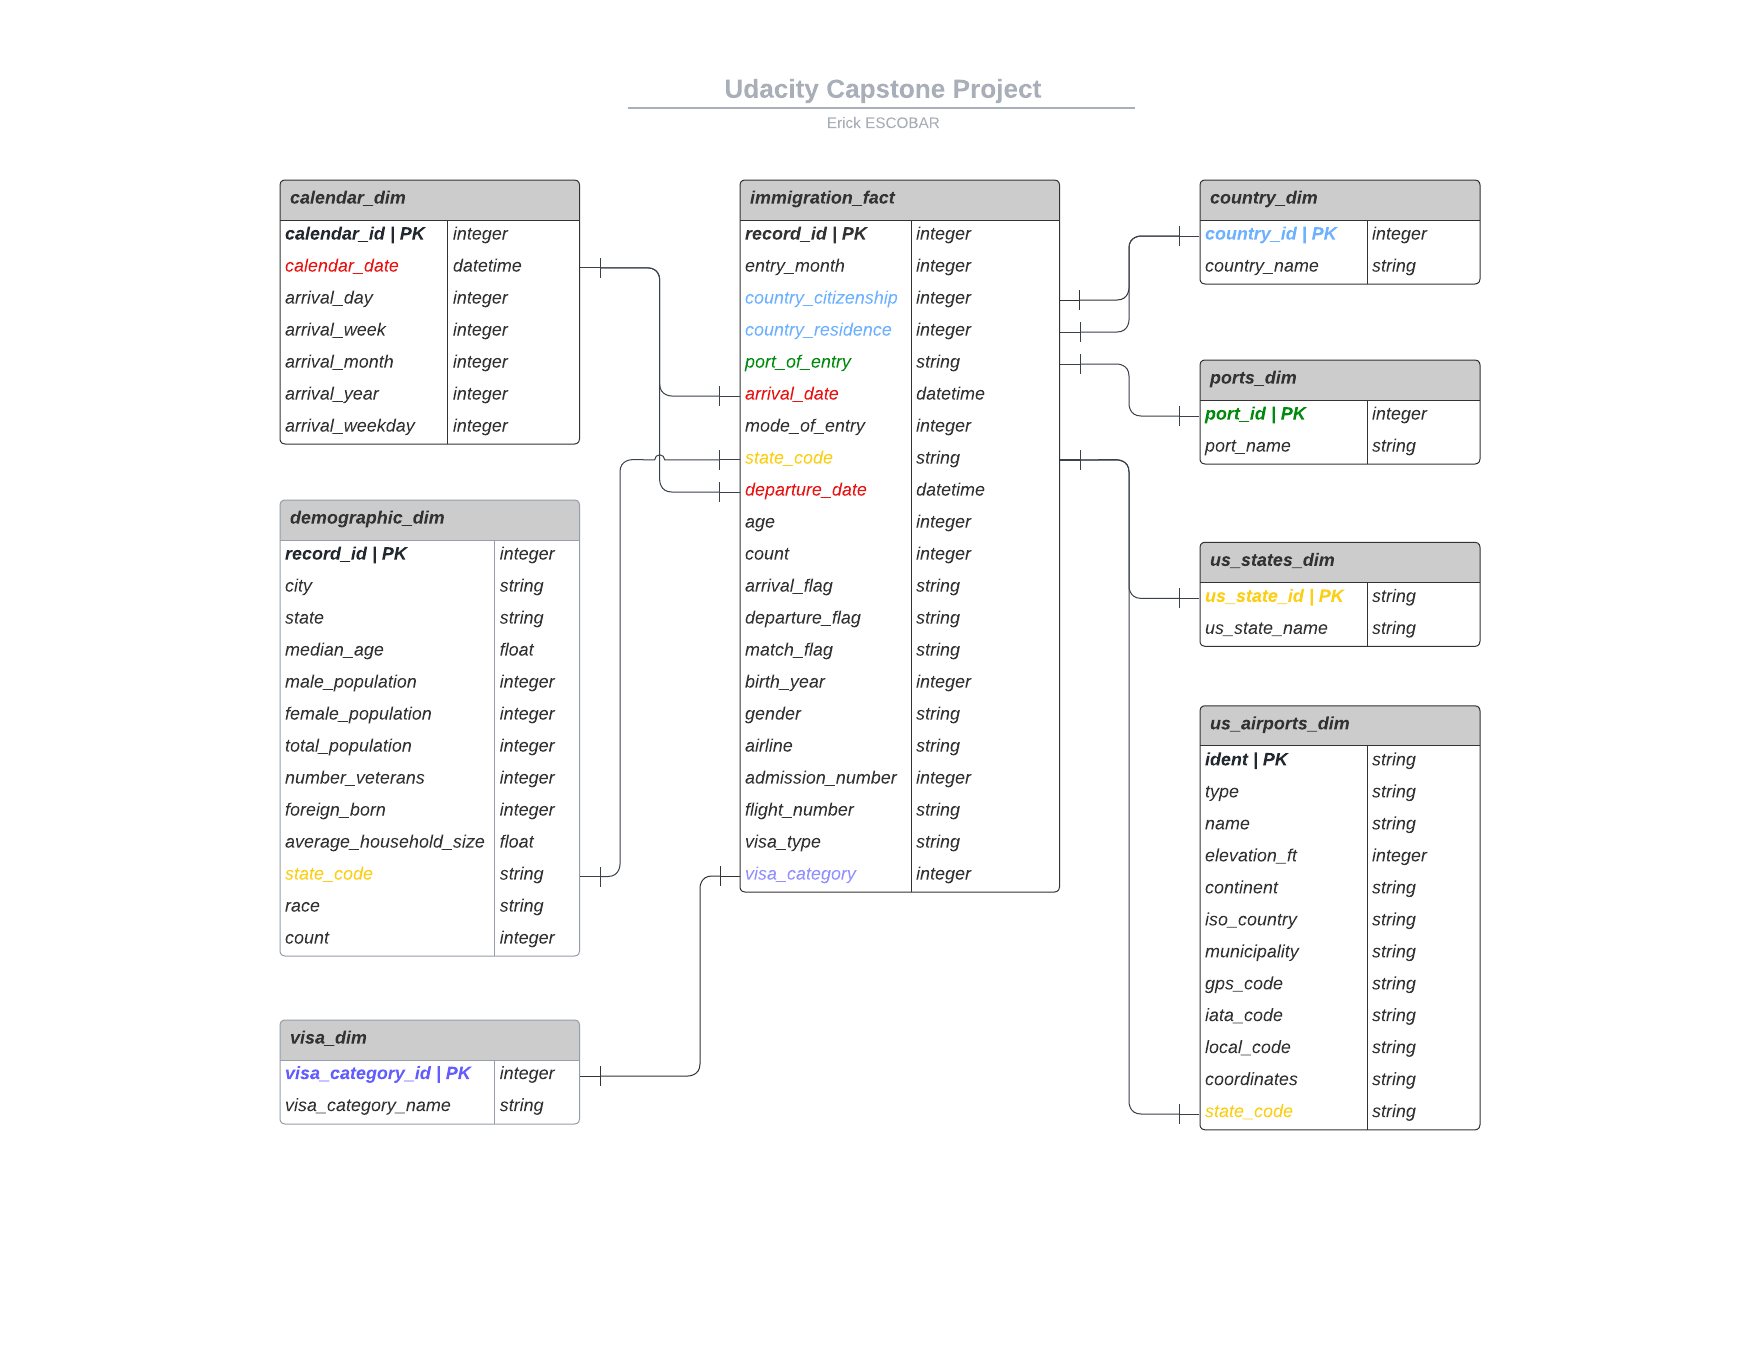 Udacity Capstone Project
Erick ESCOBAR
calendar_dim
calendar_id | PK integer
calendar_date datetime
arrival_day integer
arrival_week integer
arrival_month integer
arrival_year integer
arrival_weekday integer
demographic_dim
record_id | PK integer
city string
state string
median_age float
male_population integer
female_population integer
total_population integer
number_veterans integer
foreign_born integer
average_household_size float
state_code string
race string
count integer
visa_dim
visa_category_id | PK integer
visa_category_name string
immigration_fact
record_id | PK integer
entry_month integer
country_citizenship integer
country_residence integer
port_of_entry string
arrival_date datetime
mode_of_entry integer
state_code string
departure_date datetime
age integer
count integer
arrival_flag string
departure_flag string
match_flag string
birth_year integer
gender string
airline string
admission_number integer
flight_number string
visa_type string
visa_category integer
country_dim
country_id | PK integer
country_name string
ports_dim
port_id | PK integer
port_name string
us_states_dim
us_state_id | PK string
us_state_name string
us_airports_dim
ident | PK string
type string
name string
elevation_ft integer
continent string
iso_country string
municipality string
gps_code string
iata_code string
local_code string
coordinates string
state_code string